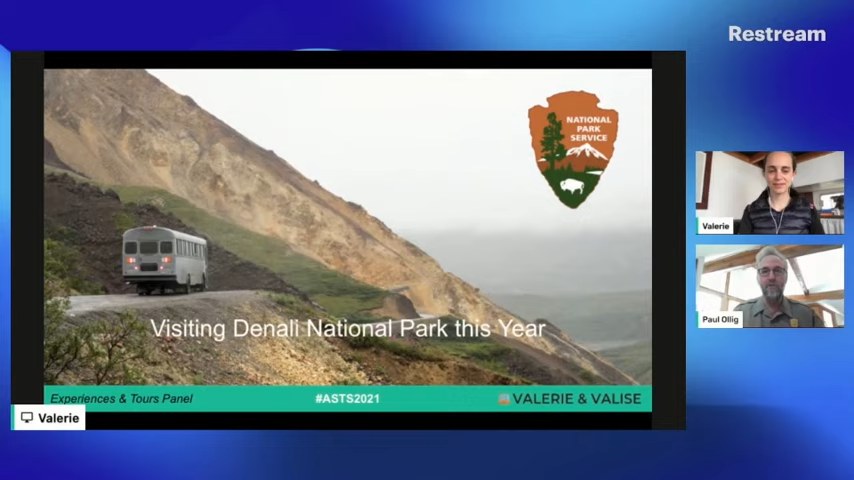 Restream
NATIONAL
PARK
SERVICE
Valerie
Visiting Denali National Park this Year
Paul Ollig
Experiences & Tours Panel
#ASTS2021
VALERIE & VALISE
Valerie